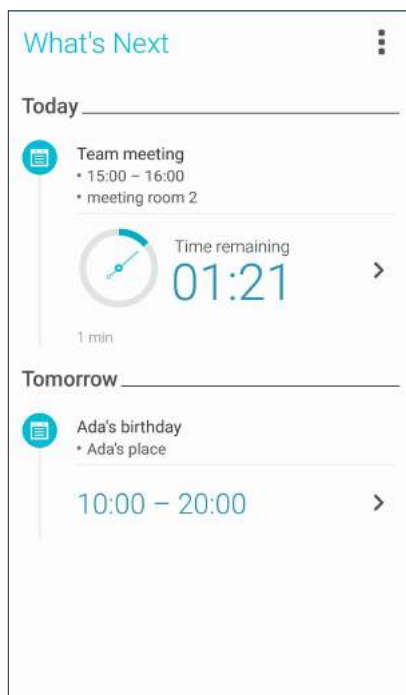 What's Next
Today
Team meeting
• 15:00 – 16:00
• meeting room 2
Time remaining
01:21
1 min
Tomorrow
Ada's birthday
• Ada's place
10:00 – 20:00